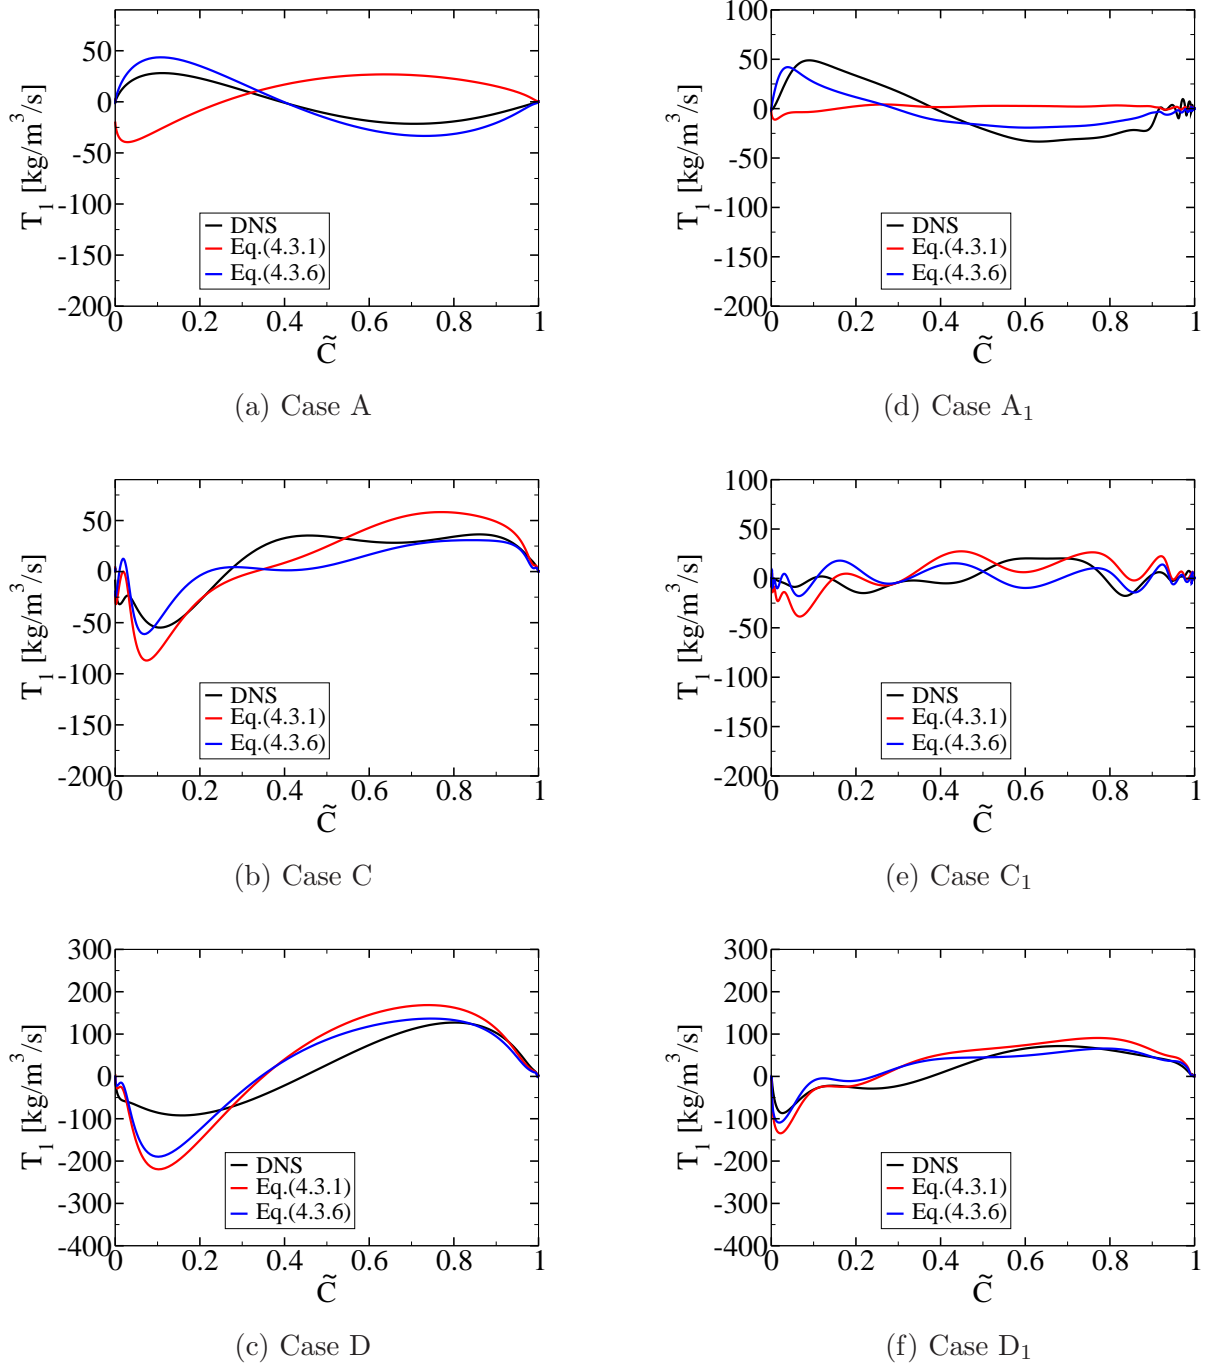 50
0
-50
-100
-150
-200
T₁ [kg/m³/s]
DNS
Eq.(4.3.1)
Eq.(4.3.6)
0 0.2 0.4 0.6 0.8 1
C̃
(a) Case A
100
50
0
-50
-100
-150
-200
T₁ [kg/m³/s]
DNS
Eq.(4.3.1)
Eq.(4.3.6)
0 0.2 0.4 0.6 0.8 1
C̃
(d) Case A₁
50
0
-50
-100
-150
-200
T₁ [kg/m³/s]
DNS
Eq.(4.3.1)
Eq.(4.3.6)
0 0.2 0.4 0.6 0.8 1
C̃
(b) Case C
100
50
0
-50
-100
-150
-200
T₁ [kg/m³/s]
DNS
Eq.(4.3.1)
Eq.(4.3.6)
0 0.2 0.4 0.6 0.8 1
C̃
(e) Case C₁
300
200
100
0
-100
-200
-300
-400
T₁ [kg/m³/s]
DNS
Eq.(4.3.1)
Eq.(4.3.6)
0 0.2 0.4 0.6 0.8 1
C̃
(c) Case D
300
200
100
0
-100
-200
-300
-400
T₁ [kg/m³/s]
DNS
Eq.(4.3.1)
Eq.(4.3.6)
0 0.2 0.4 0.6 0.8 1
C̃
(f) Case D₁